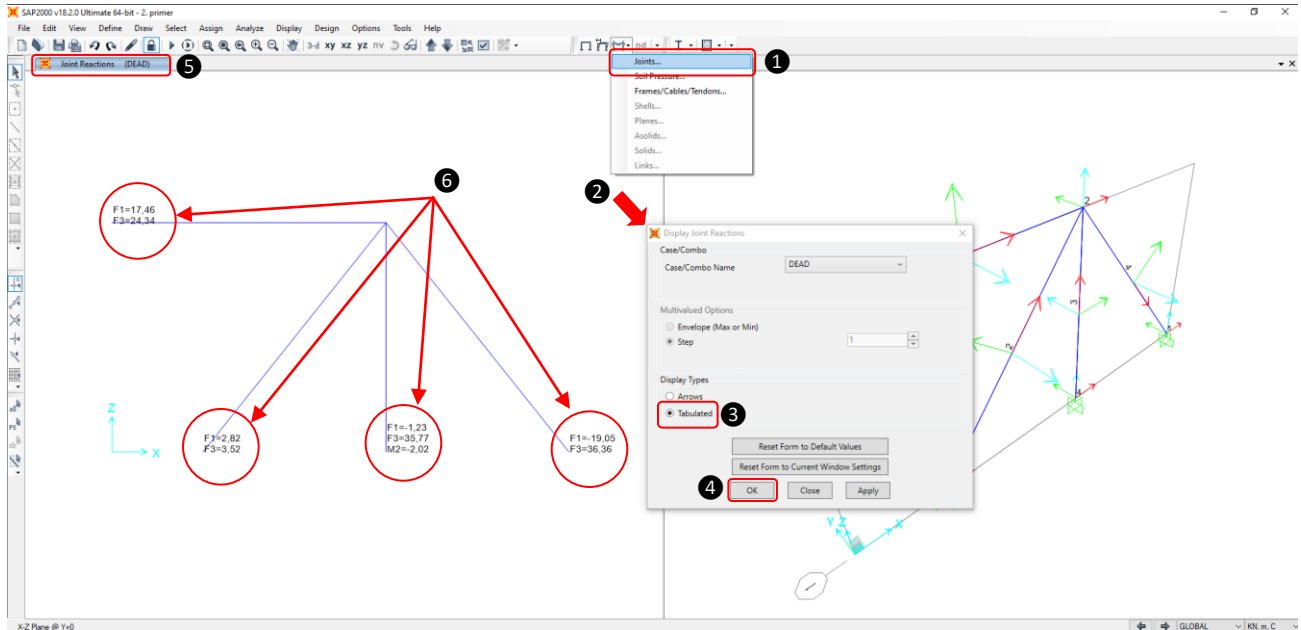 SAP2000 v18.2.0 Ultimate 64-bit - 2. primer
File Edit View Define Draw Select Assign Analyze Display Design Options Tools Help
3-d xy xz yz nv
nd
Joint Reactions (DEAD)
5
Joints...
1
Soil Pressure...
Frames/Cables/Tendons...
Shells...
Planes...
Asolids...
Solids...
Links...
6
2
F1=17,46
F3=24,34
F1=2,82
F3=3,52
F1=-1,23
F3=35,77
M2=-2,02
F1=-19,05
F3=36,36
Z
X
Display Joint Reactions
Case/Combo
Case/Combo Name
DEAD
Multivalued Options
Envelope (Max or Min)
Step
1
Display Types
Arrows
Tabulated
3
Reset Form to Default Values
Reset Form to Current Window Settings
4
OK
Close
Apply
2
4
3
2
4
Y Z X
X-Z Plane @ Y=0
GLOBAL
KN, m, C